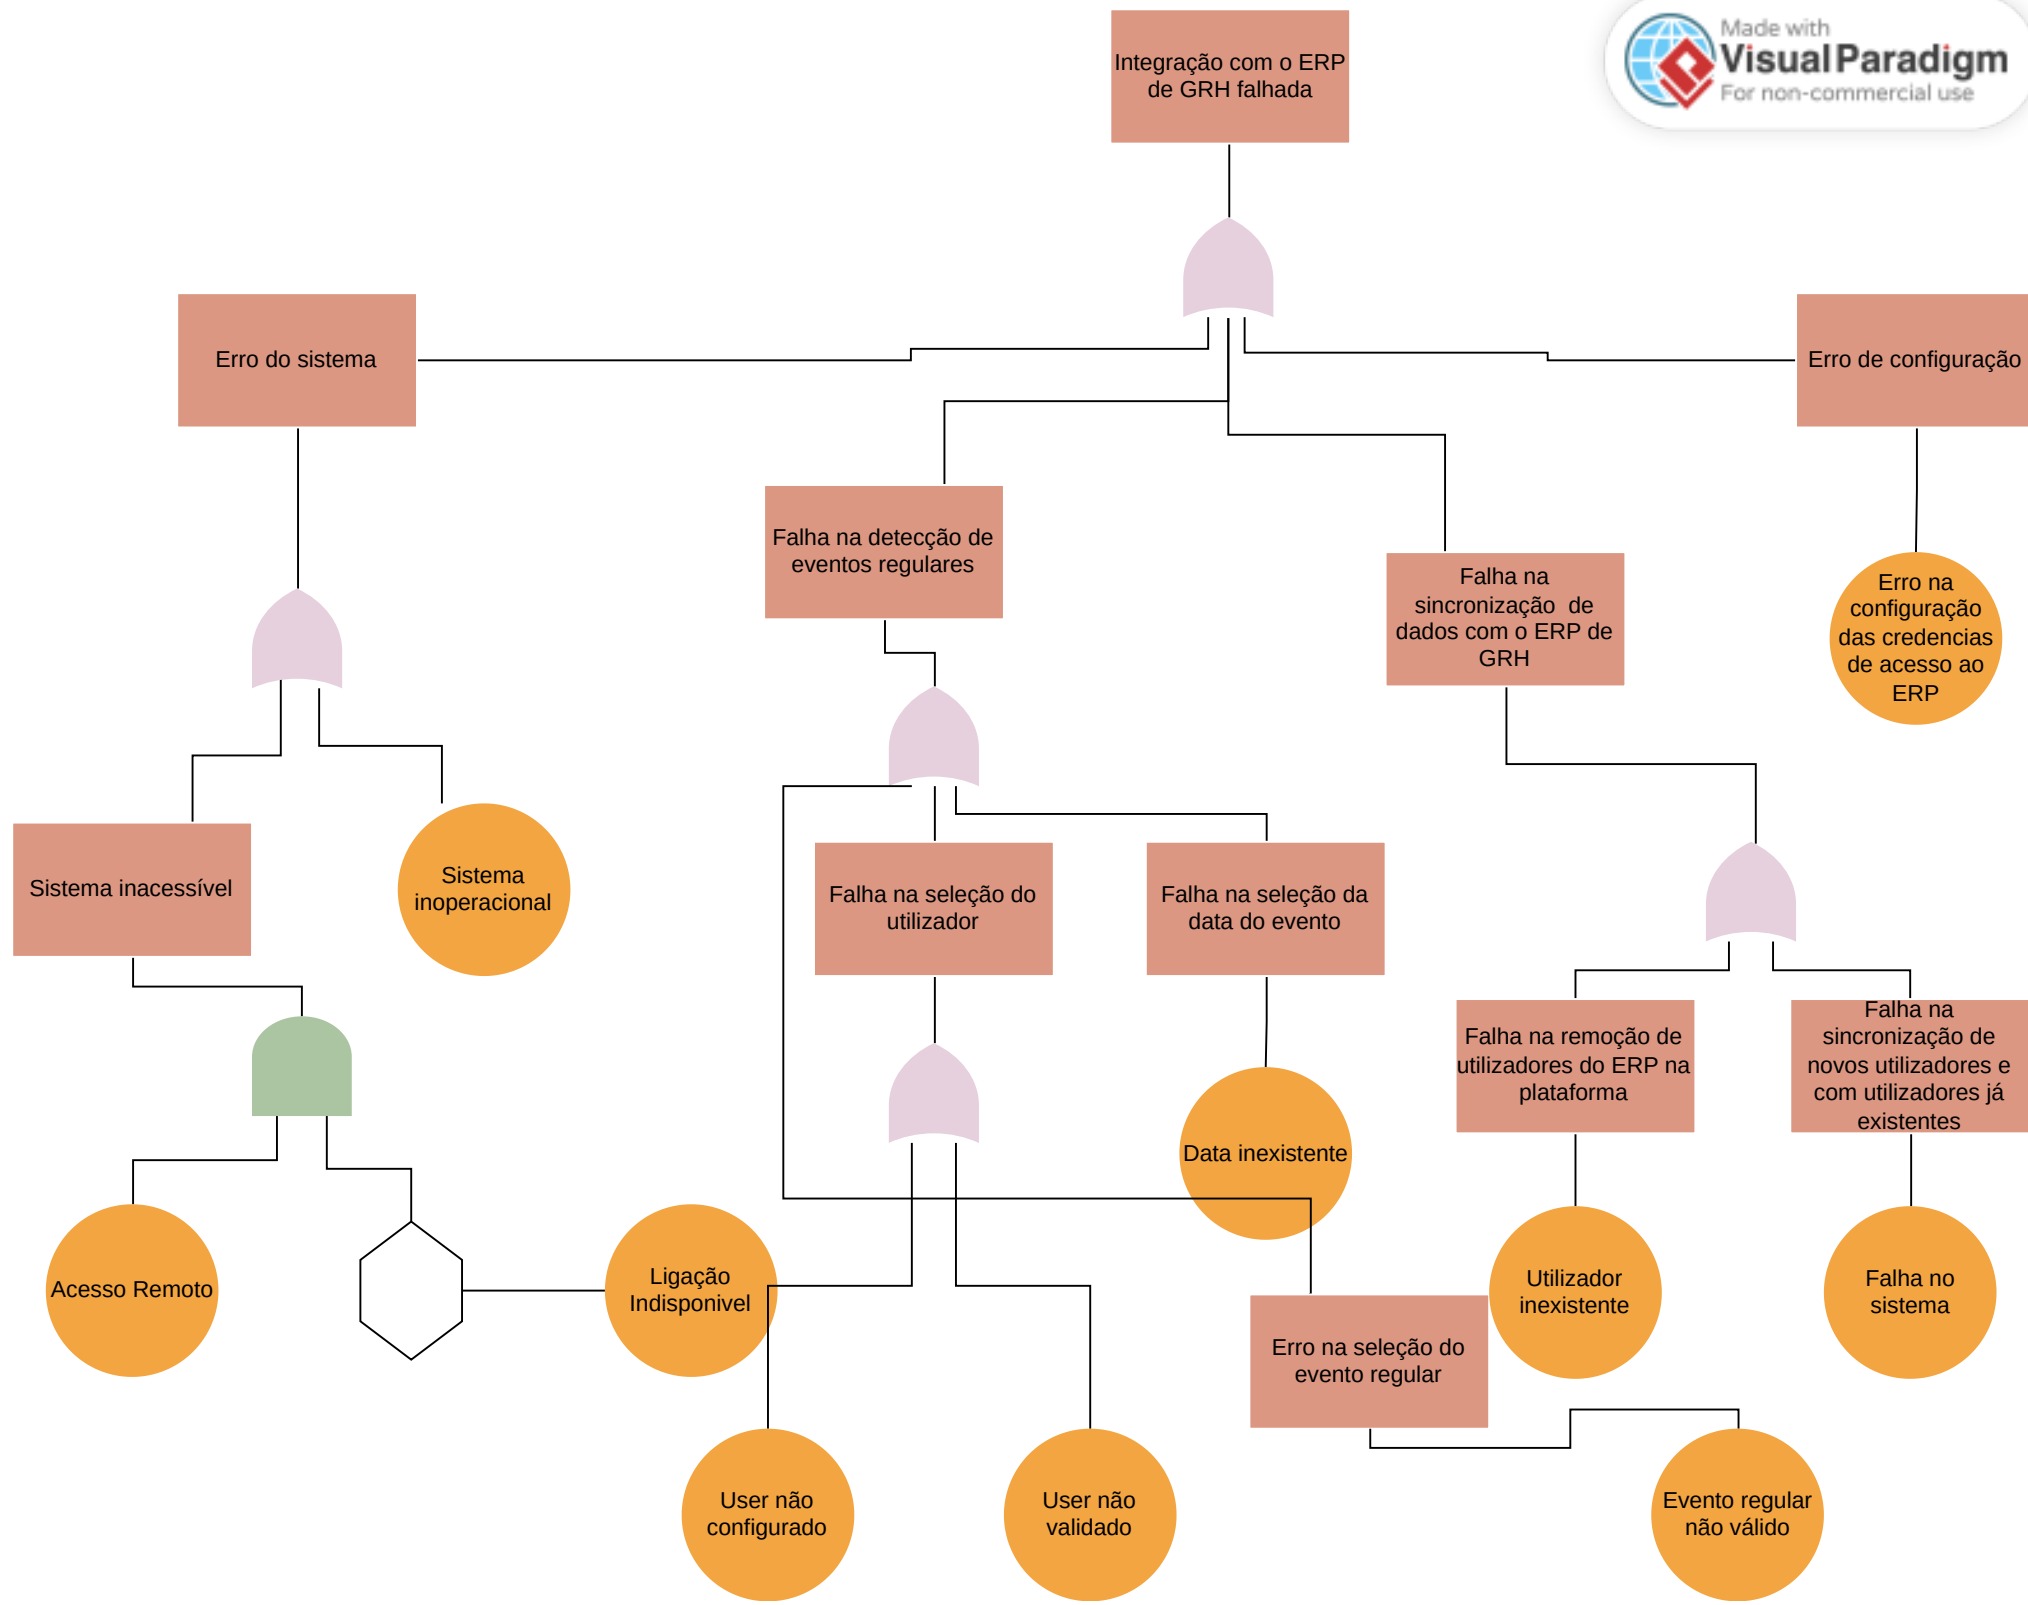 Made with
Visual Paradigm
For non-commercial use
Integração com o ERP
de GRH falhada
Erro do sistema
Erro de configuração
Falha na detecção de
eventos regulares
Falha na
sincronização  de
dados com o ERP de
GRH
Erro na
configuração
das credencias
de acesso ao
ERP
Sistema inacessível
Sistema
inoperacional
Falha na seleção do
utilizador
Falha na seleção da
data do evento
Falha na remoção de
utilizadores do ERP na
plataforma
Falha na
sincronização de
novos utilizadores e
com utilizadores já
existentes
Data inexistente
Acesso Remoto
Ligação
Indisponivel
Utilizador
inexistente
Falha no
sistema
Erro na seleção do
evento regular
User não
configurado
User não
validado
Evento regular
não válido